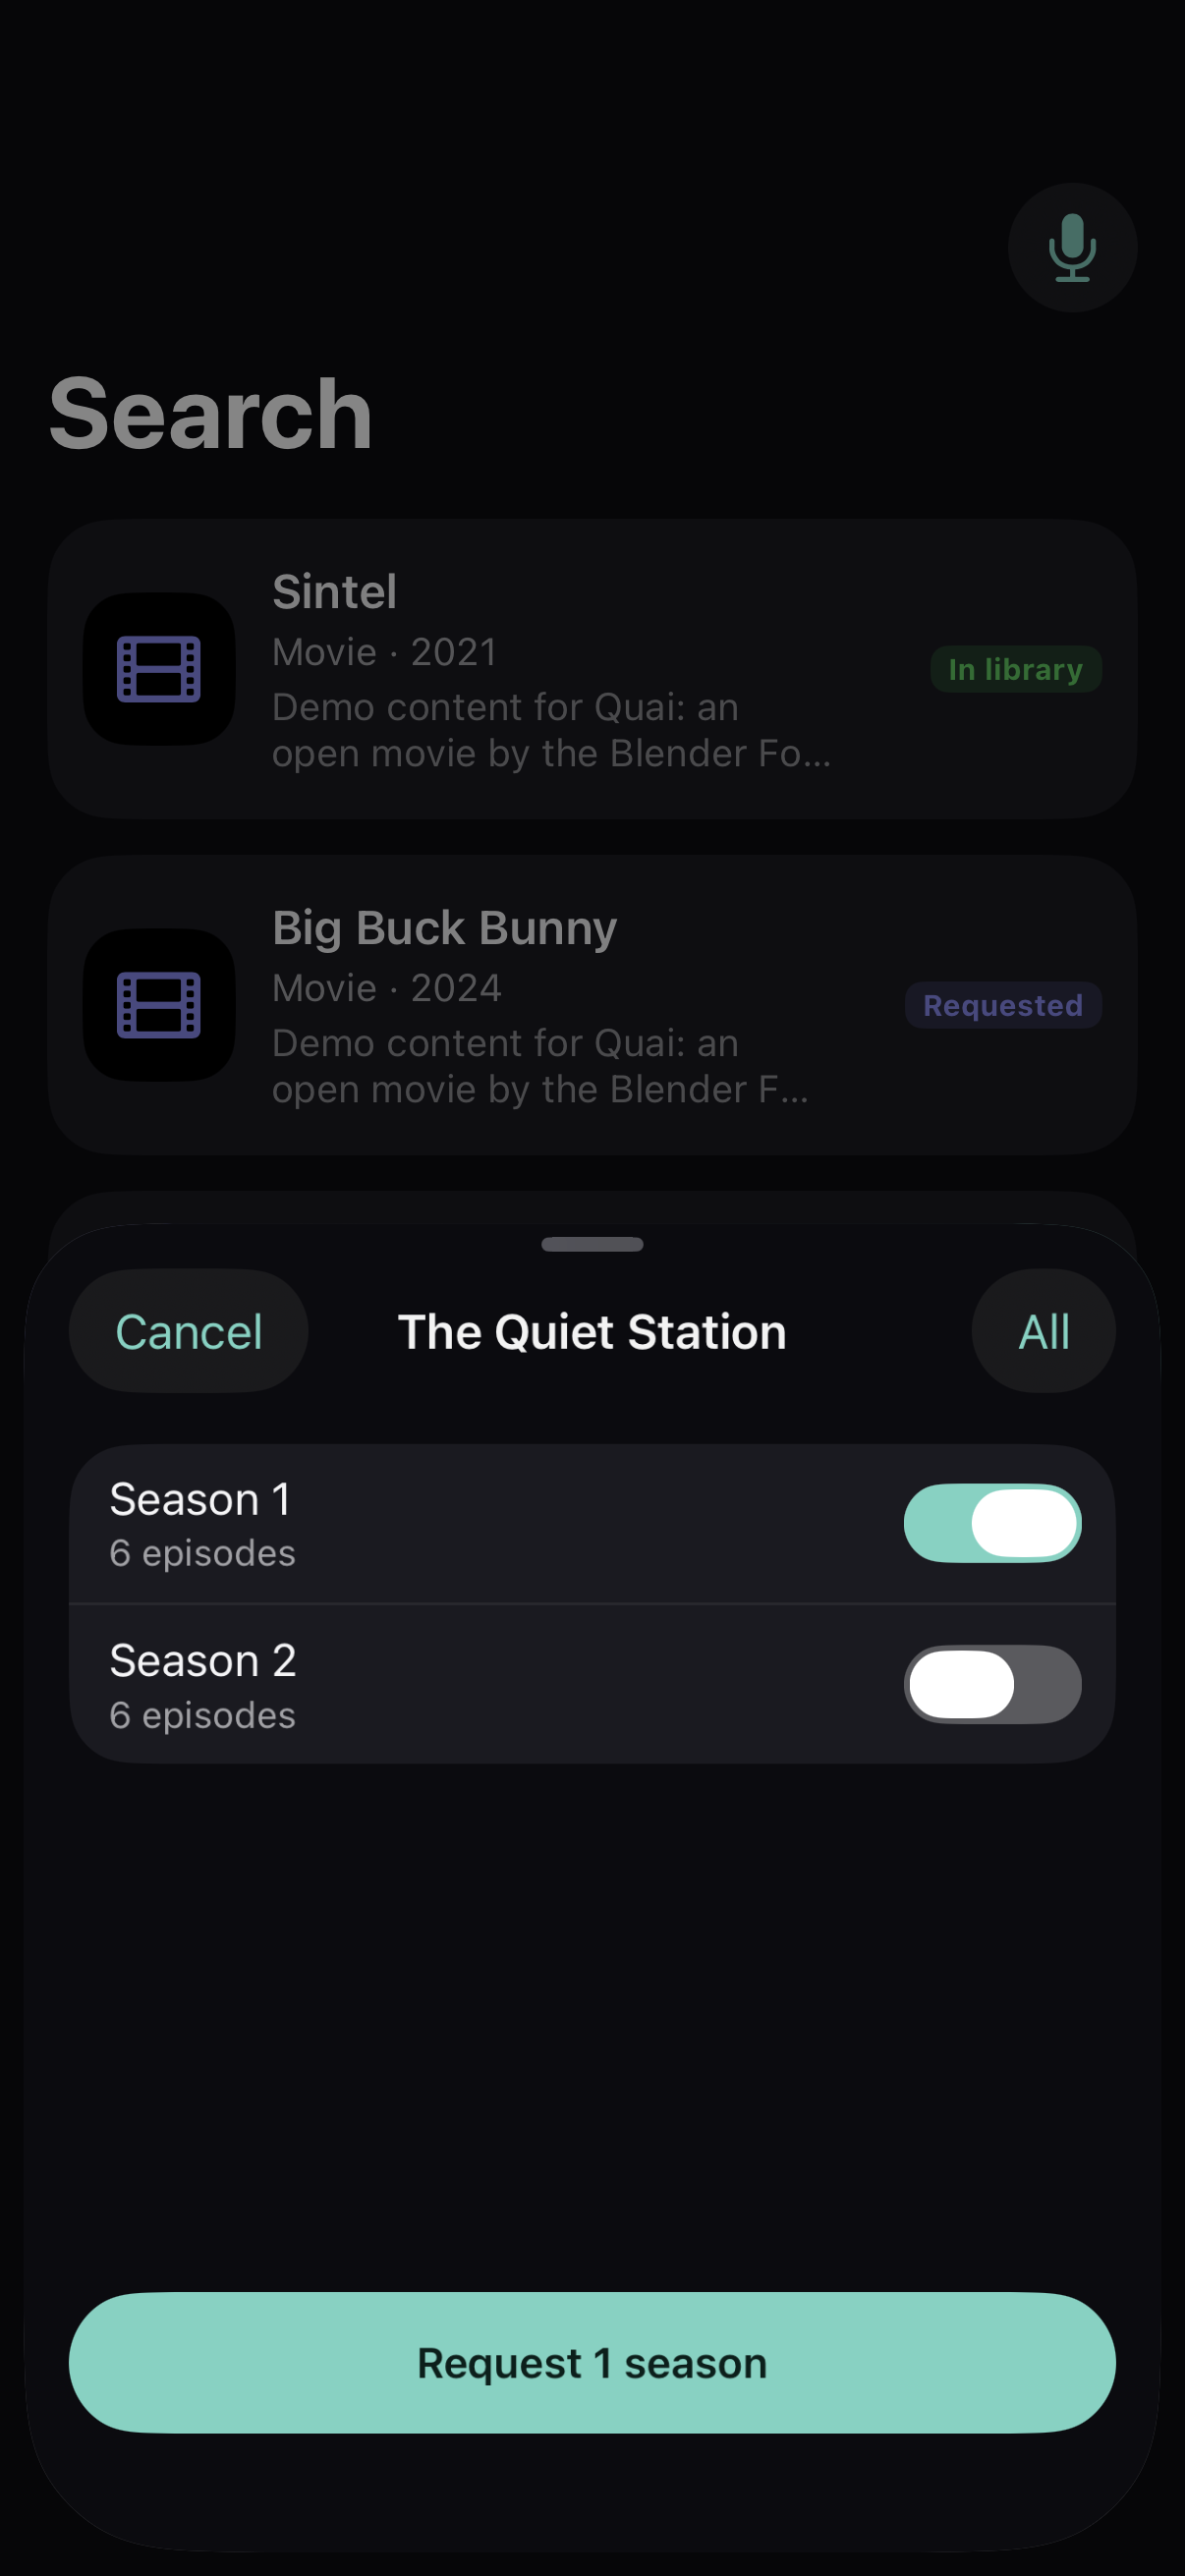 Search
Sintel
Movie · 2021
Demo content for Quai: an
open movie by the Blender Fo...
In library
Big Buck Bunny
Movie · 2024
Demo content for Quai: an
open movie by the Blender F...
Requested
Cancel
The Quiet Station
All
Season 1
6 episodes
Season 2
6 episodes
Request 1 season